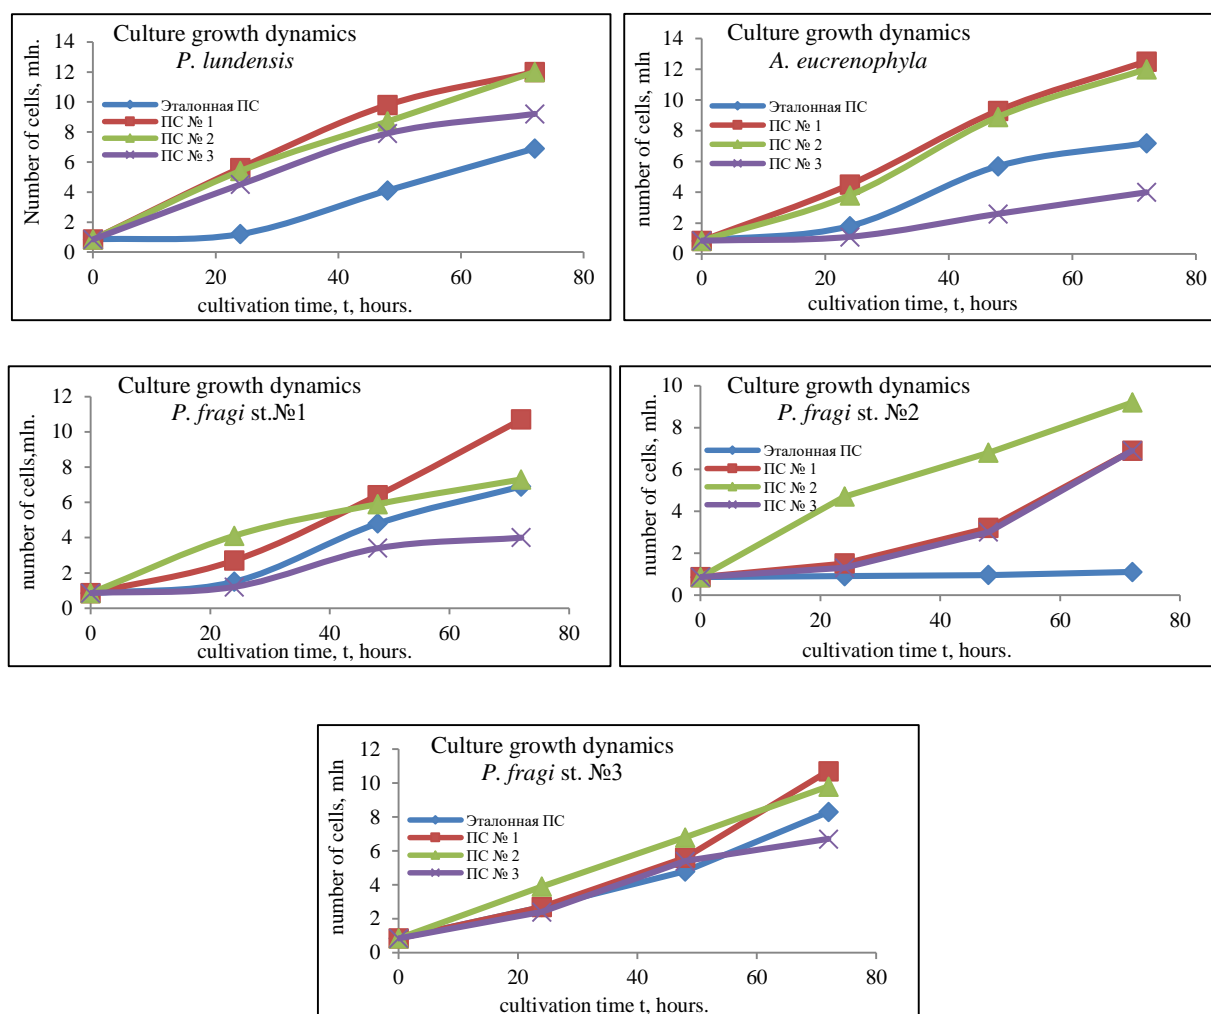 Culture growth dynamics
P. lundensis
Number of cells, mln.
14
12
10
8
6
4
2
0
Эталонная ПС
ПС № 1
ПС № 2
ПС № 3
0 20 40 60 80
cultivation time, t, hours.
Culture growth dynamics
A. eucrenophyla
number of cells, mln
14
12
10
8
6
4
2
0
Эталонная ПС
ПС № 1
ПС № 2
ПС № 3
0 20 40 60 80
cultivation time, t, hours
Culture growth dynamics
P. fragi st.№1
number of cells,mln.
12
10
8
6
4
2
0
0 20 40 60 80
cultivation time, t, hours.
Culture growth dynamics
P. fragi st. №2
number of cells, mln.
10
8
6
4
2
0
Эталонная ПС
ПС № 1
ПС № 2
ПС № 3
0 20 40 60 80
cultivation time t, hours.
Culture growth dynamics
P. fragi st. №3
number of cells, mln
12
10
8
6
4
2
0
Эталонная ПС
ПС № 1
ПС № 2
ПС № 3
0 20 40 60 80
cultivation time t, hours.